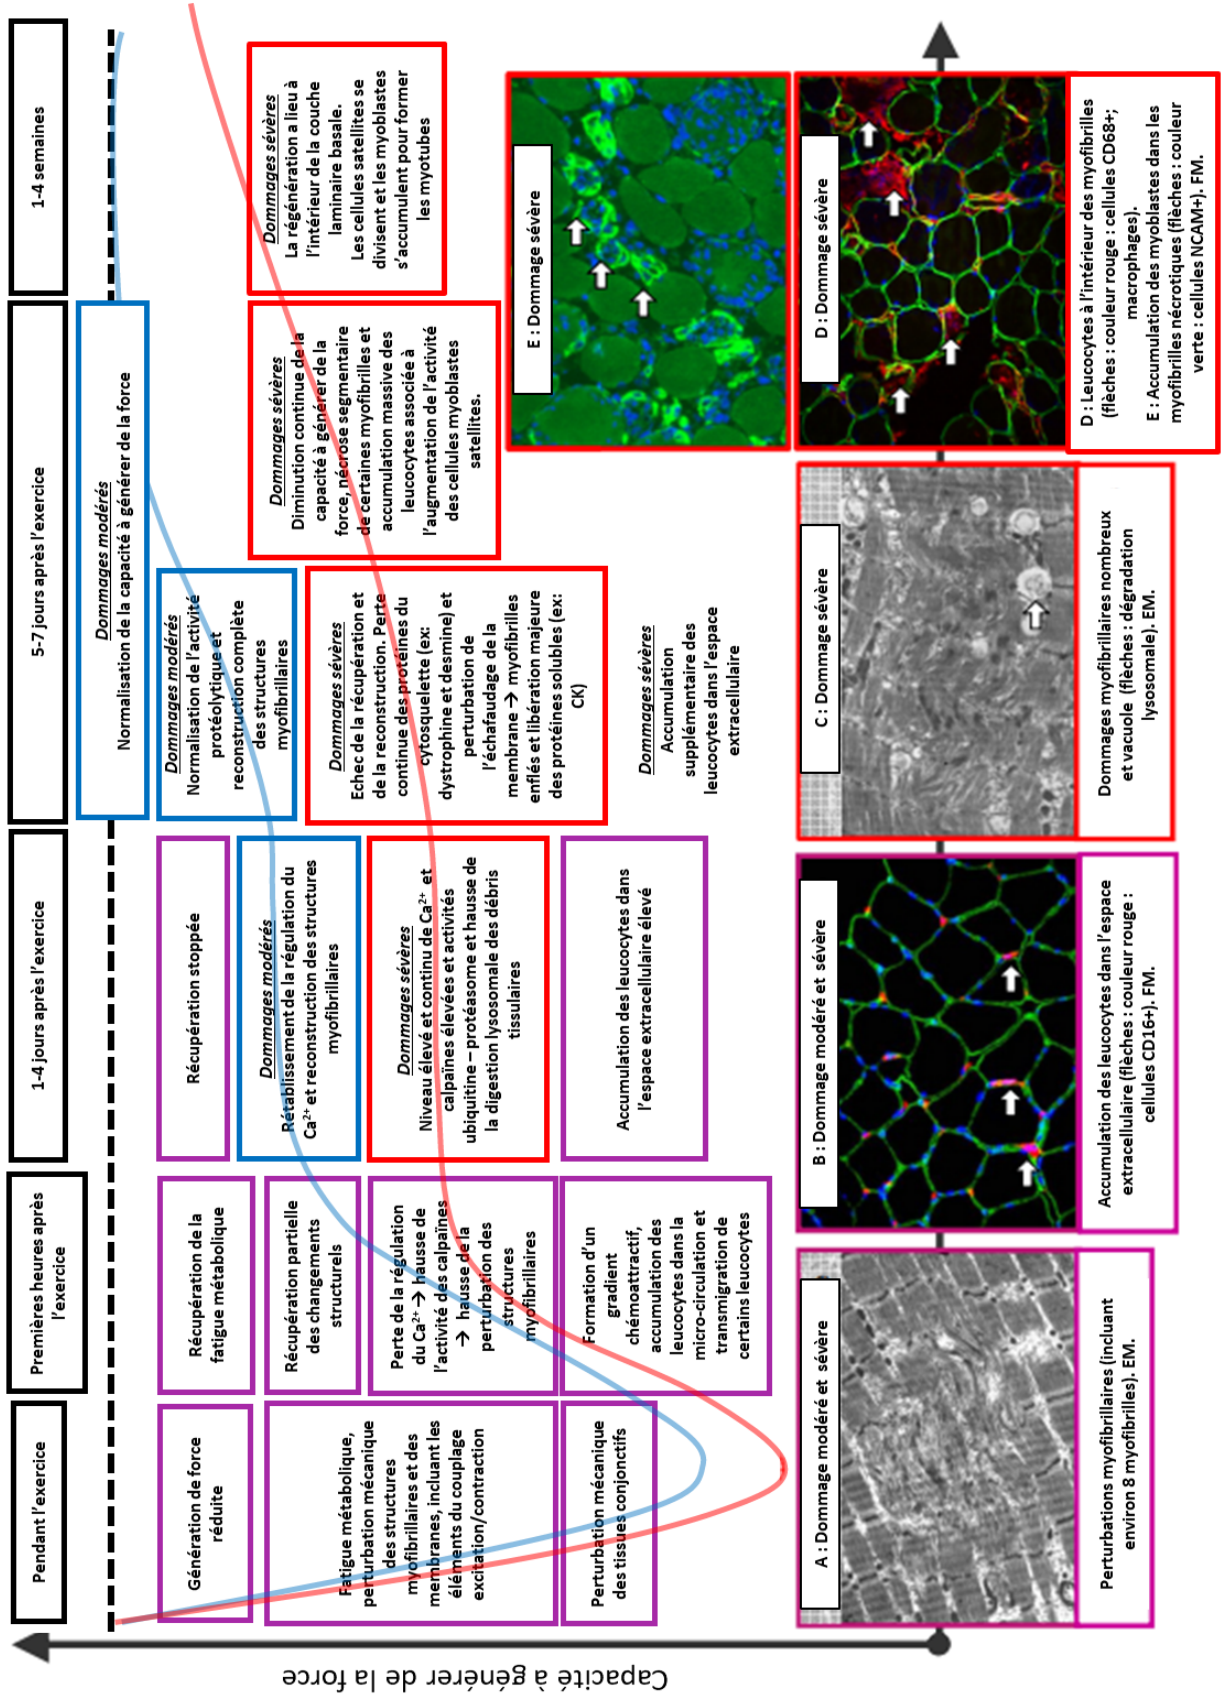 Capacité à générer de la force
Pendant l'exercice
Premières heures après
l'exercice
1-4 jours après l'exercice
5-7 jours après l'exercice
1-4 semaines
Génération de force
réduite
Fatigue métabolique,
perturbation mécanique
des structures
myofibrillaires et des
membranes, incluant les
éléments du couplage
excitation/contraction
Perturbation mécanique
des tissues conjonctifs
Récupération de la
fatigue métabolique
Récupération partielle
des changements
structurels
Perte de la régulation
du Ca²⁺ → hausse de
l'activité des calpaïnes
→ hausse de la
perturbation des
structures
myofibrillaires
Formation d'un
gradient
chémoattractif,
accumulation des
leucocytes dans la
micro-circulation et
transmigration de
certains leucocytes
Récupération stoppée
Dommages modérés
Rétablissement de la régulation du
Ca²⁺ et reconstruction des structures
myofibrillaires
Dommages sévères
Niveau élevé et continu de Ca²⁺ et
calpaïnes élevées et activités
ubiquitine – protéasome et hausse de
la digestion lysosomale des débris
tissulaires
Accumulation des leucocytes dans
l'espace extracellulaire élevé
Dommages modérés
Normalisation de la capacité à générer de la force
Dommages modérés
Normalisation de l'activité
protéolytique et
reconstruction complète
des structures
myofibrillaires
Dommages sévères
Echec de la récupération et
de la reconstruction. Perte
continue des protéines du
cytosquelette (ex:
dystrophine et desmine) et
perturbation de
l'échafaudage de la
membrane → myofibrilles
enflés et libération majeure
des protéines solubles (ex:
CK)
Dommages sévères
Accumulation
supplémentaire des
leucocytes dans l'espace
extracellulaire
Dommages sévères
Diminution continue de la
capacité à générer de la
force, nécrose segmentaire
de certaines myofibrilles et
accumulation massive des
leucocytes associée à
l'augmentation de l'activité
des cellules myoblastes
satellites.
Dommages sévères
La régénération a lieu à
l'intérieur de la couche
laminaire basale.
Les cellules satellites se
divisent et les myoblastes
s'accumulent pour former
les myotubes
A : Dommage modéré et sévère
Perturbations myofibrillaires (incluant
environ 8 myofibrilles). EM.
B : Dommage modéré et sévère
Accumulation des leucocytes dans l'espace
extracellulaire (flèches : couleur rouge :
cellules CD16+). FM.
C : Dommage sévère
Dommages myofibrillaires nombreux
et vacuole (flèches : dégradation
lysosomale). EM.
E : Dommage sévère
D : Dommage sévère
D : Leucocytes à l'intérieur des myofibrilles
(flèches : couleur rouge : cellules CD68+;
macrophages).
E : Accumulation des myoblastes dans les
myofibrilles nécrotiques (flèches : couleur
verte : cellules NCAM+). FM.